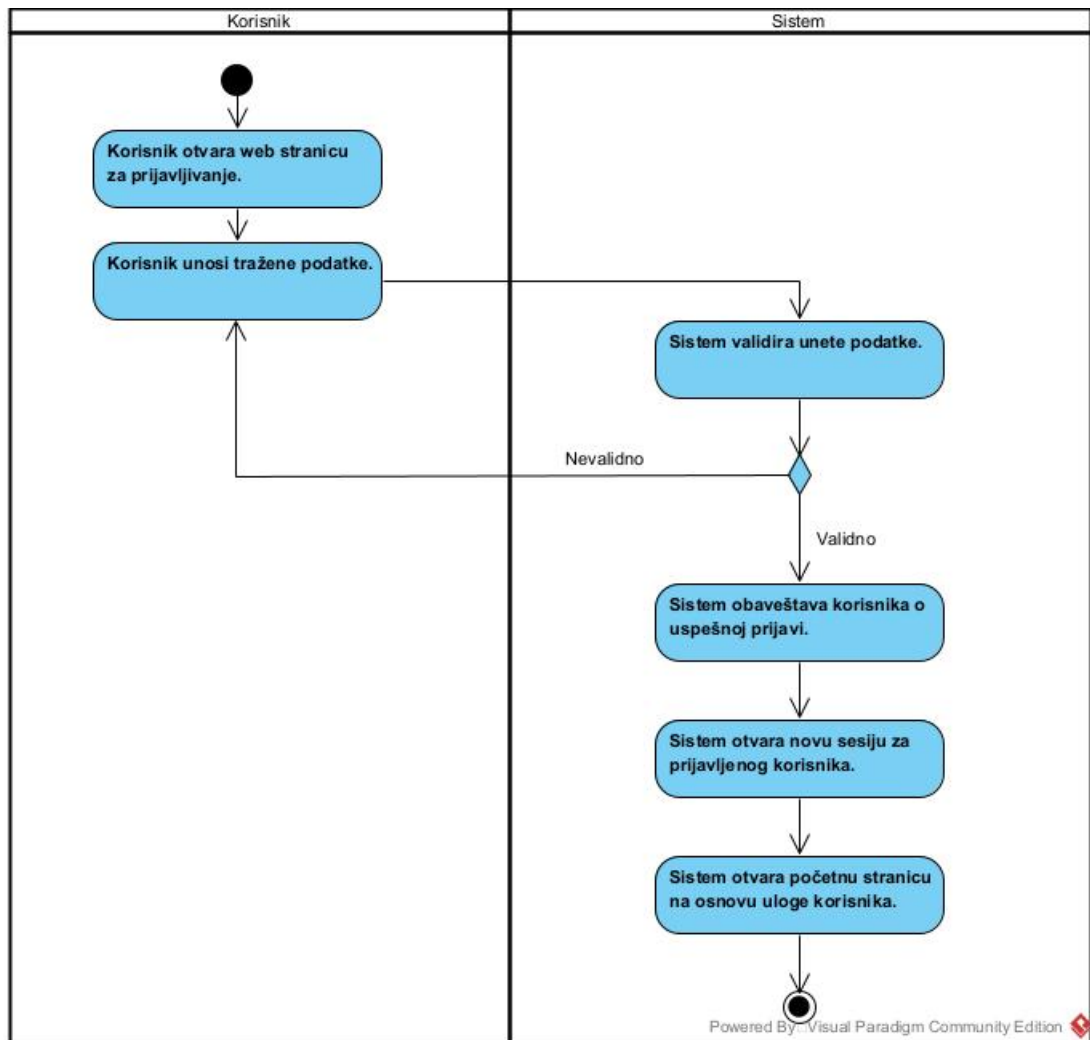 Korisnik
Sistem
Korisnik otvara web stranicu
za prijavljivanje.
Korisnik unosi tražene podatke.
Sistem validira unete podatke.
Nevalidno
Validno
Sistem obaveštava korisnika o
uspešnoj prijavi.
Sistem otvara novu sesiju za
prijavljenog korisnika.
Sistem otvara početnu stranicu
na osnovu uloge korisnika.
Powered By Visual Paradigm Community Edition